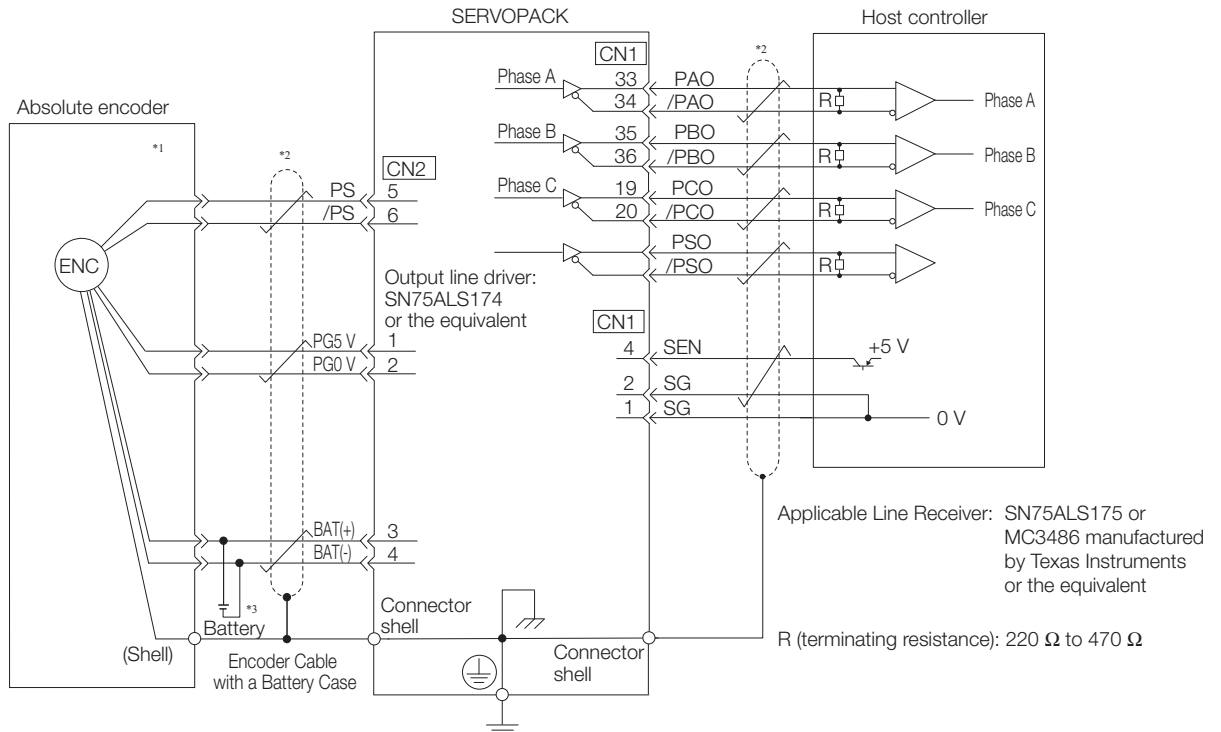 SERVOPACK
Host controller
Absolute encoder
*1
*2
CN2
PS
5
/PS
6
ENC
PG5 V
1
PG0 V
2
BAT(+)
3
BAT(-)
4
*3
Battery
(Shell)
Encoder Cable
with a Battery Case
Connector
shell
Output line driver:
SN75ALS174
or the equivalent
CN1
*2
Phase A
33
PAO
34
/PAO
R
Phase A
Phase B
35
PBO
36
/PBO
R
Phase B
Phase C
19
PCO
20
/PCO
R
Phase C
PSO
/PSO
R
CN1
4
SEN
+5 V
2
SG
1
SG
0 V
Connector
shell
Applicable Line Receiver: SN75ALS175 or
MC3486 manufactured
by Texas Instruments
or the equivalent
R (terminating resistance): 220 Ω to 470 Ω